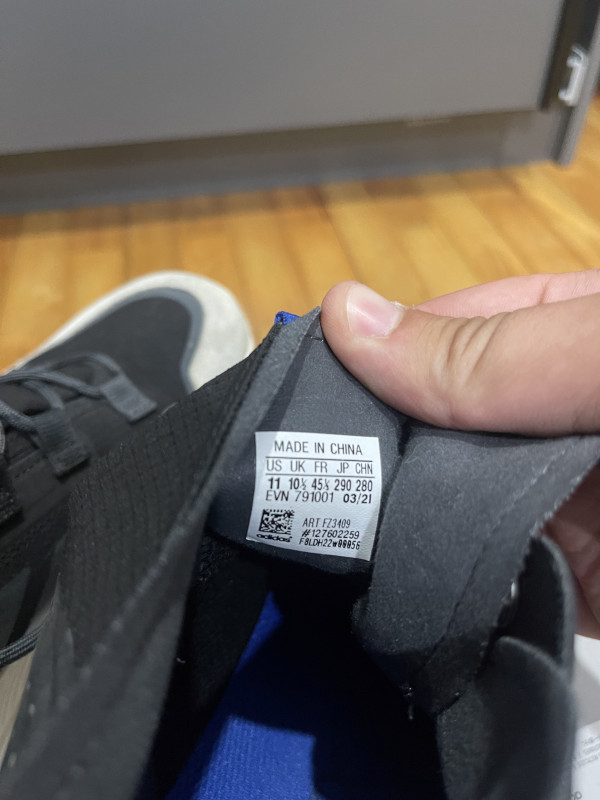 MADE IN CHINA
US UK FR JP CHN
11 10½ 45⅓ 290 280
EVN 791001 03/21
ART FZ3409
#127602259
adidas F8LDH22W00056